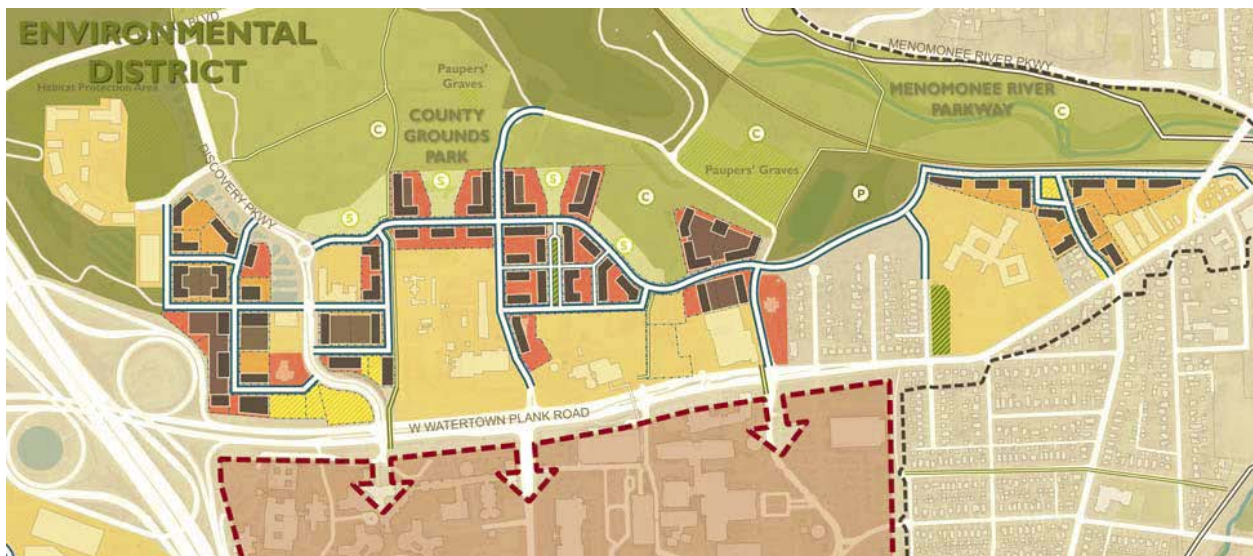 ENVIRONMENTAL
DISTRICT
BLVD
Habitat Protection Area
Paupers'
Graves
COUNTY
GROUNDS
PARK
C
MENOMONEE RIVER PKWY
MENOMONEE RIVER
PARKWAY
C
C
Paupers' Graves
DISCOVERY PKWY
S
S
C
P
S
S
W WATERTOWN PLANK ROAD